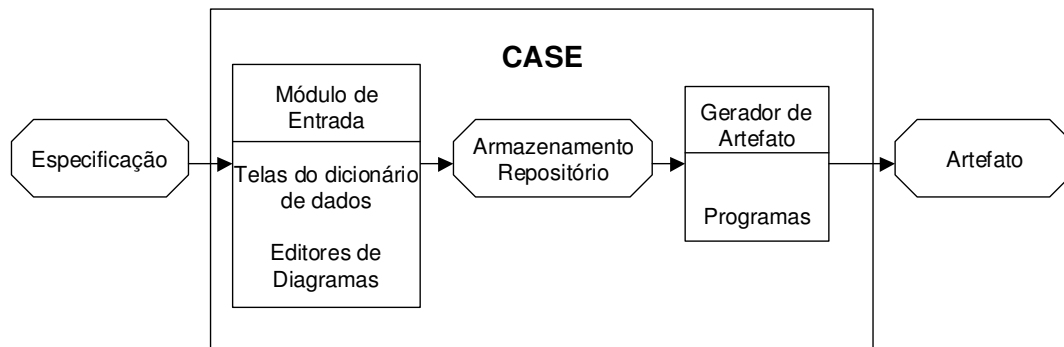 CASE
Especificação
Módulo de
Entrada
Telas do dicionário
de dados
Editores de
Diagramas
Armazenamento
Repositório
Gerador de
Artefato
Programas
Artefato